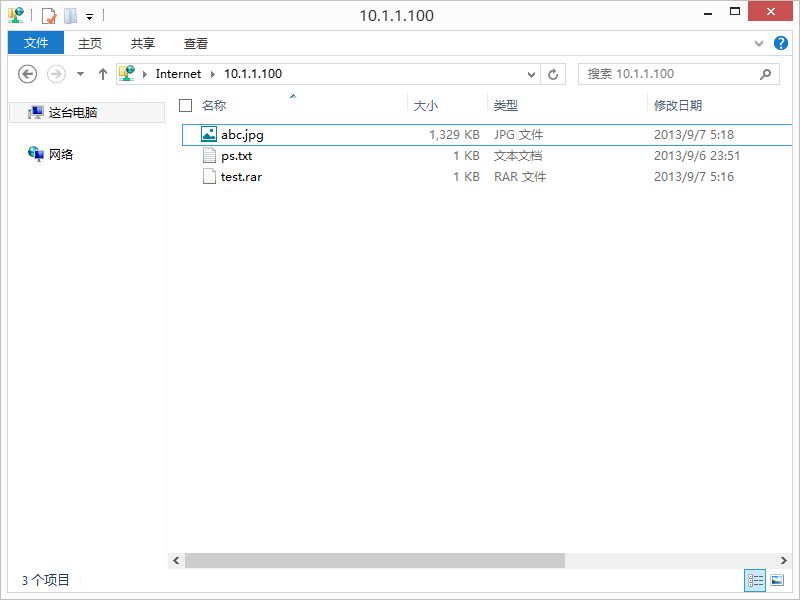 10.1.1.100
文件 主页 共享 查看
Internet 10.1.1.100 搜索 10.1.1.100
这台电脑
网络
名称 大小 类型 修改日期
abc.jpg 1,329 KB JPG 文件 2013/9/7 5:18
ps.txt 1 KB 文本文档 2013/9/6 23:51
test.rar 1 KB RAR 文件 2013/9/7 5:16
3 个项目